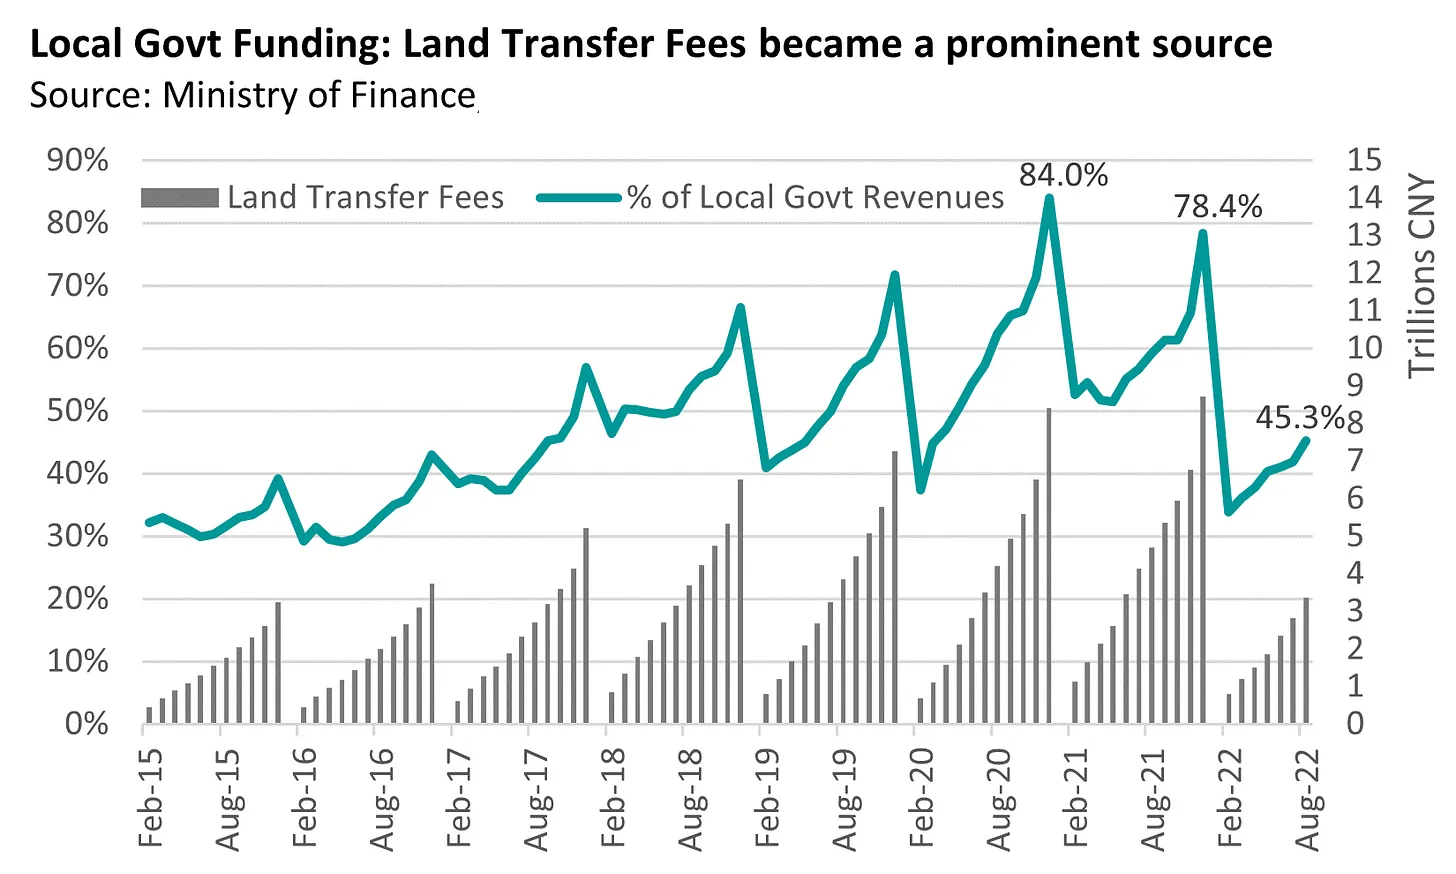 Local Govt Funding: Land Transfer Fees became a prominent source
Source: Ministry of Finance
Land Transfer Fees
% of Local Govt Revenues
84.0%
78.4%
45.3%
90%
80%
70%
60%
50%
40%
30%
20%
10%
0%
15
14
13
12
11
10
9
8
7
6
5
4
3
2
1
0
Trillions CNY
Feb-15
Aug-15
Feb-16
Aug-16
Feb-17
Aug-17
Feb-18
Aug-18
Feb-19
Aug-19
Feb-20
Aug-20
Feb-21
Aug-21
Feb-22
Aug-22